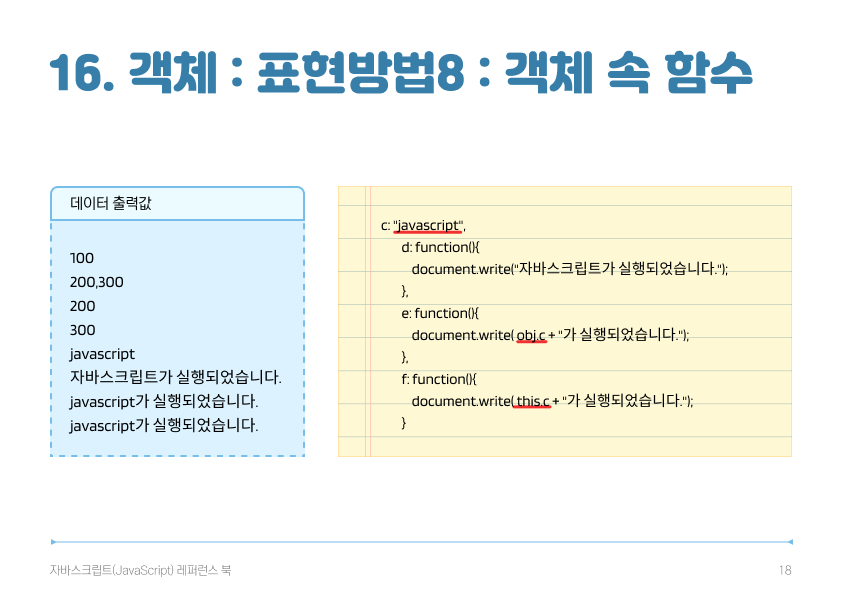 16. 객체 : 표현방법8 : 객체 속 함수
데이터 출력값
100
200,300
200
300
javascript
자바스크립트가 실행되었습니다.
javascript가 실행되었습니다.
javascript가 실행되었습니다.
c: "javascript",
d: function(){
document.write("자바스크립트가 실행되었습니다.");
},
e: function(){
document.write( obj.c + "가 실행되었습니다.");
},
f: function(){
document.write( this.c + "가 실행되었습니다.");
}
자바스크립트(JavaScript) 레퍼런스 북
18